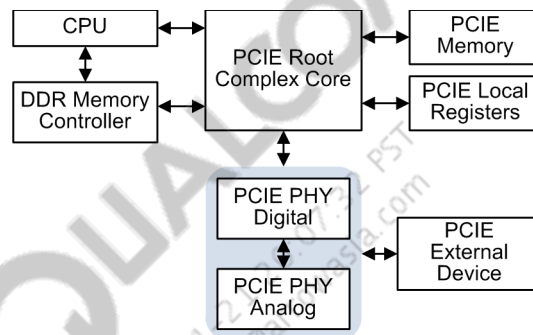 CPU
PCIE Root
Complex Core
PCIE
Memory
DDR Memory
Controller
PCIE Local
Registers
PCIE PHY
Digital
PCIE
External
Device
PCIE PHY
Analog